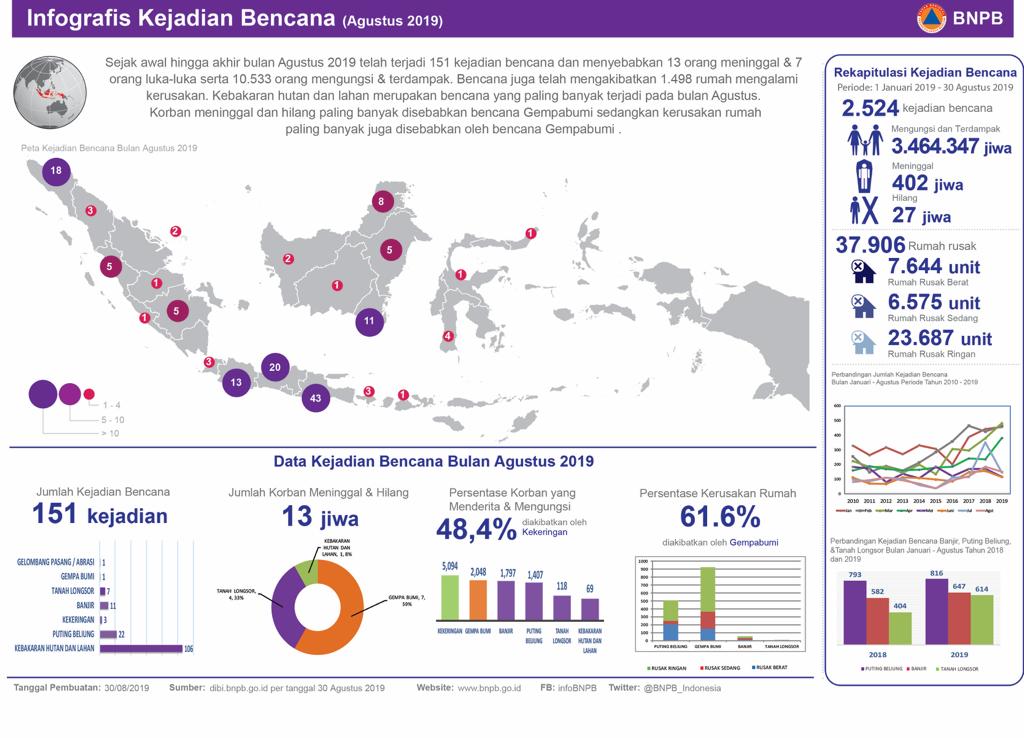 Infografis Kejadian Bencana (Agustus 2019)
BNPB
Sejak awal hingga akhir bulan Agustus 2019 telah terjadi 151 kejadian bencana dan menyebabkan 13 orang meninggal & 7
orang luka-luka serta 10.533 orang mengungsi & terdampak. Bencana juga telah mengakibatkan 1.498 rumah mengalami
kerusakan. Kebakaran hutan dan lahan merupakan bencana yang paling banyak terjadi pada bulan Agustus.
Korban meninggal dan hilang paling banyak disebabkan bencana Gempabumi sedangkan kerusakan rumah
paling banyak juga disebabkan oleh bencana Gempabumi .
Peta Kejadian Bencana Bulan Agustus 2019
18
3
2
5
1
5
1
3
13
20
43
3
1
8
5
2
1
11
1
1
4
1 - 4
5 - 10
> 10
Data Kejadian Bencana Bulan Agustus 2019
Jumlah Kejadian Bencana
151 kejadian
GELOMBANG PASANG / ABRASI 1
GEMPA BUMI 1
TANAH LONGSOR 7
BANJIR 11
KEKERINGAN 3
PUTING BELIUNG 22
KEBAKARAN HUTAN DAN LAHAN 106
Jumlah Korban Meninggal & Hilang
13 jiwa
KEBAKARAN
HUTAN DAN
LAHAN, 1, 8%
TANAH LONGSOR,
4, 33%
GEMPA BUMI, 7,
59%
Persentase Korban yang
Menderita & Mengungsi
48,4% diakibatkan oleh
Kekeringan
5,094 2,048 1,797 1,407 118 69
KEKERINGAN GEMPA BUMI BANJIR PUTING BELIUNG TANAH LONGSOR KEBAKARAN HUTAN DAN LAHAN
Persentase Kerusakan Rumah
61.6%
diakibatkan oleh Gempabumi
1000
900
800
700
600
500
400
300
200
100
0
PUTING BELIUNG GEMPA BUMI BANJIR TANAH LONGSOR
RUSAK RINGAN RUSAK SEDANG RUSAK BERAT
Rekapitulasi Kejadian Bencana
Periode: 1 Januari 2019 - 30 Agustus 2019
2.524 kejadian bencana
Mengungsi dan Terdampak
3.464.347 jiwa
Meninggal
402 jiwa
Hilang
27 jiwa
37.906 Rumah rusak
7.644 unit
Rumah Rusak Berat
6.575 unit
Rumah Rusak Sedang
23.687 unit
Rumah Rusak Ringan
Perbandingan Jumlah Kejadian Bencana
Bulan Januari - Agustus Periode Tahun 2010 - 2019
600
500
400
300
200
100
0
2010 2011 2012 2013 2014 2015 2016 2017 2018 2019
Jan Feb Mar Apr Mei Juni Jul Agst
Perbandingan Kejadian Bencana Banjir, Puting Beliung,
&Tanah Longsor Bulan Januari - Agustus Tahun 2018
dan 2019
793 582 404 816 647 614
2018 2019
PUTING BELIUNG BANJIR TANAH LONGSOR
Tanggal Pembuatan: 30/08/2019 Sumber: dibi.bnpb.go.id per tanggal 30 Agustus 2019 Website: www.bnpb.go.id FB: infoBNPB Twitter: @BNPB_Indonesia